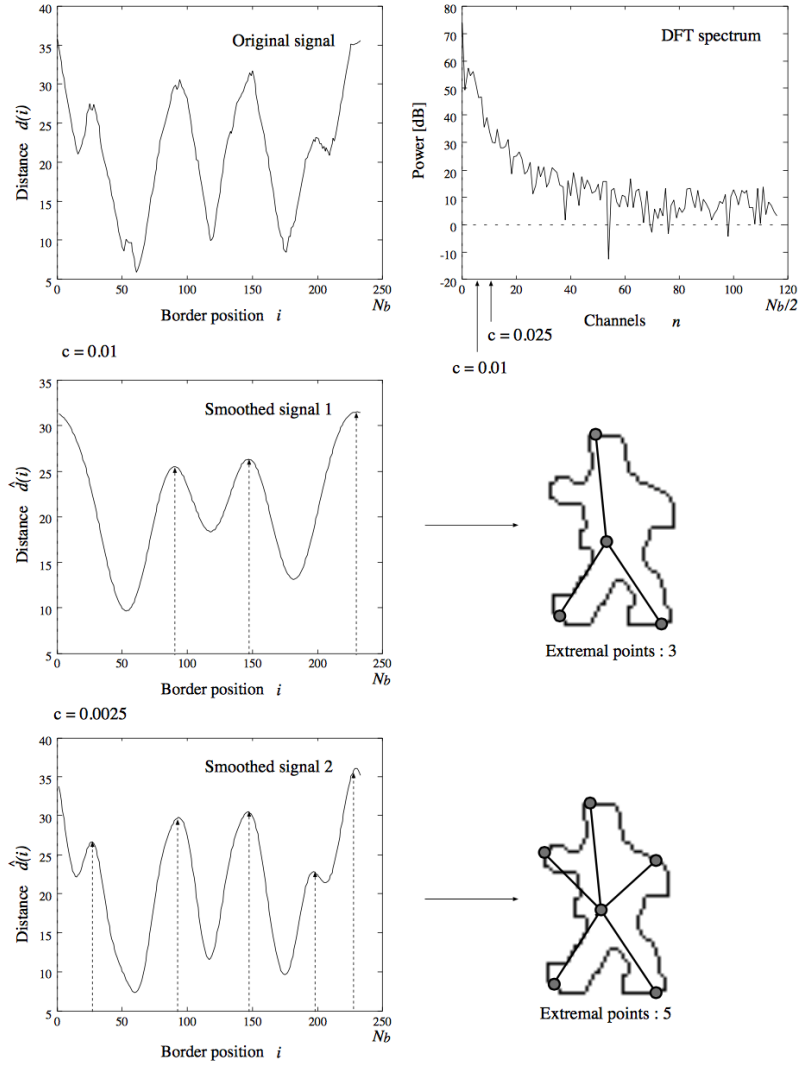 Original signal
Distance d(i)
40
35
30
25
20
15
10
5
0
50
100
150
200
250
N_b
Border position i
DFT spectrum
Power [dB]
80
70
60
50
40
30
20
10
0
-10
-20
0
20
40
60
80
100
120
N_b/2
Channels n
c = 0.025
c = 0.01
c = 0.01
Smoothed signal 1
Distance d̂(i)
35
30
25
20
15
10
5
0
50
100
150
200
250
N_b
Border position i
Extremal points : 3
c = 0.0025
Smoothed signal 2
Distance d̂(i)
40
35
30
25
20
15
10
5
0
50
100
150
200
250
N_b
Border position i
Extremal points : 5